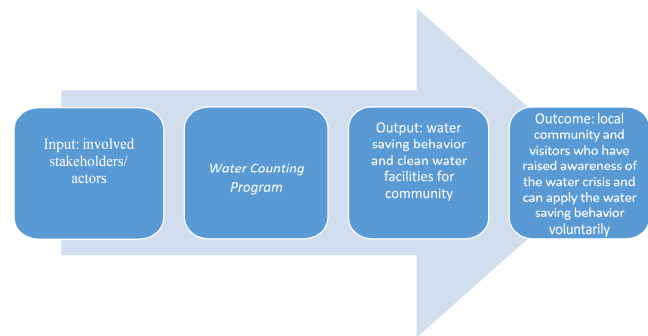 Input: involved
stakeholders/
actors
Water Counting
Program
Output: water
saving behavior
and clean water
facilities for
community
Outcome: local
community and
visitors who have
raised awareness of
the water crisis and
can apply the water
saving behavior
voluntarily